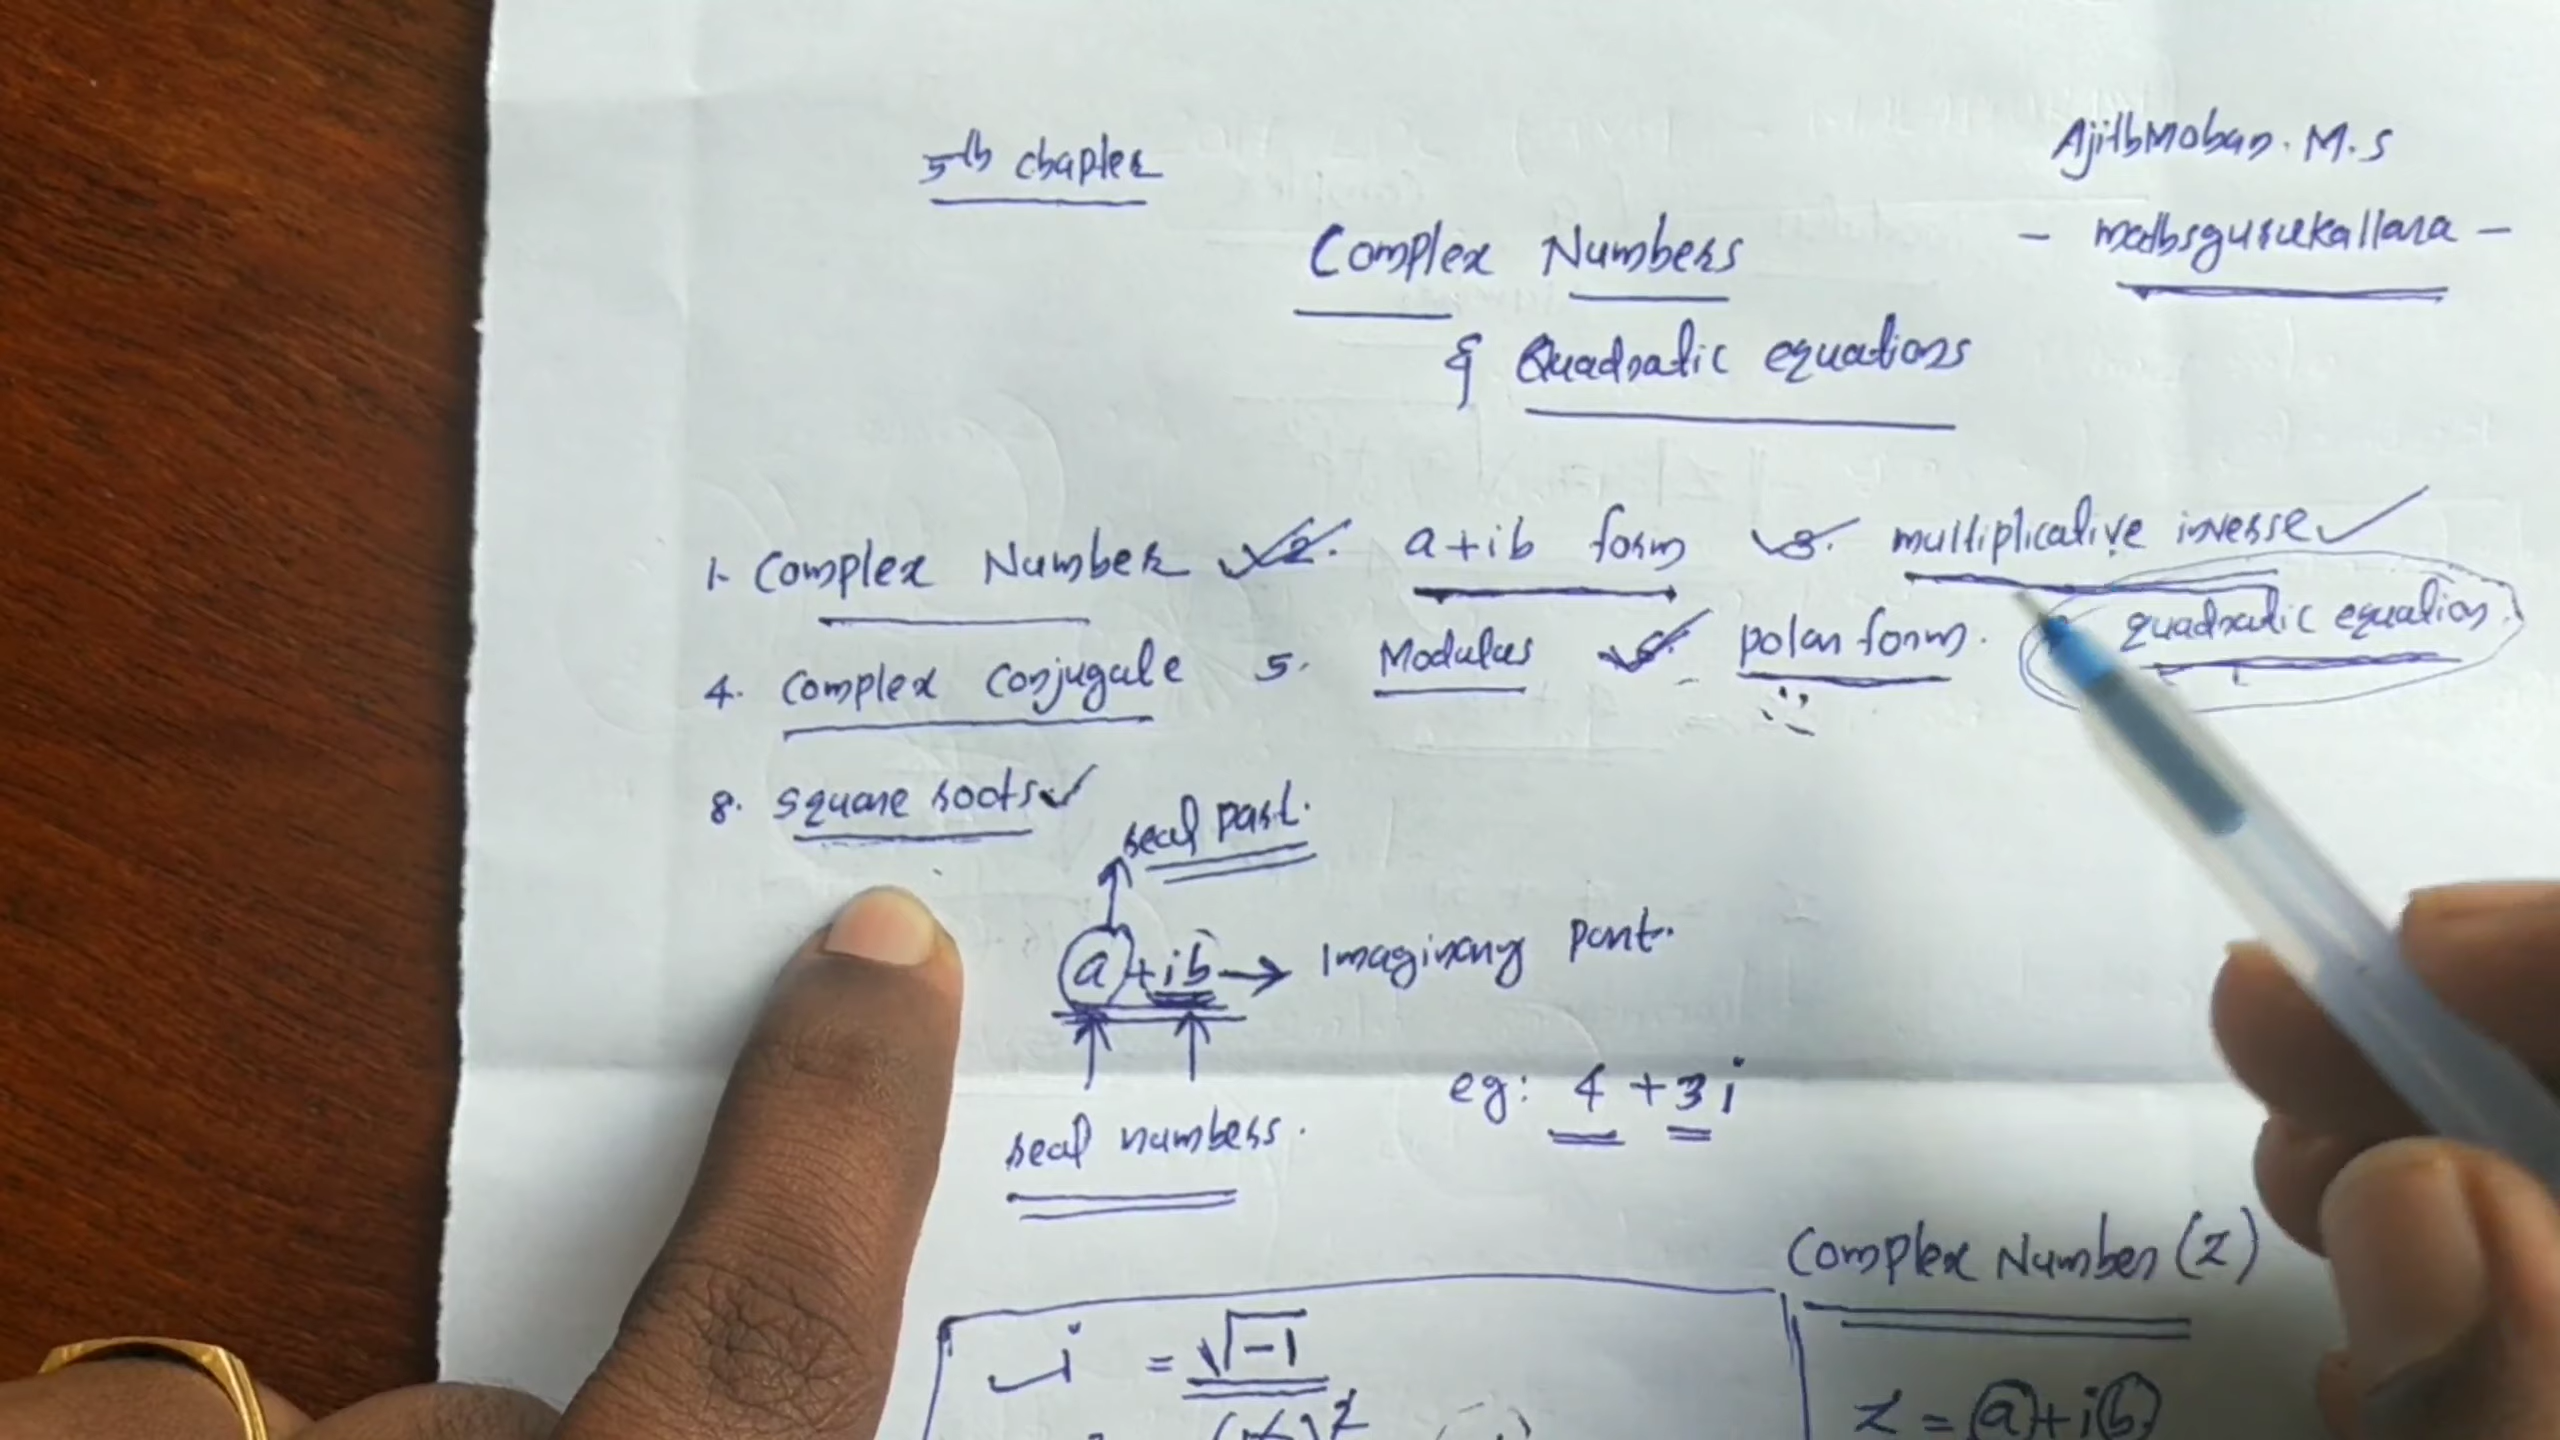 5th chapter
AjithMohan. M.S
- mathsgurukallara -
Complex Numbers
& Quadratic equations
1. Complex Number 2. a+ib form 3. multiplicative inverse
4. Complex Conjugate 5. Modulus 6. polar form. quadratic equation.
8. square roots
real part.
a+ib → Imaginary part.
eg: 4 + 3i
real numbers.
Complex Number (z)
i = √-1
z = a+ib